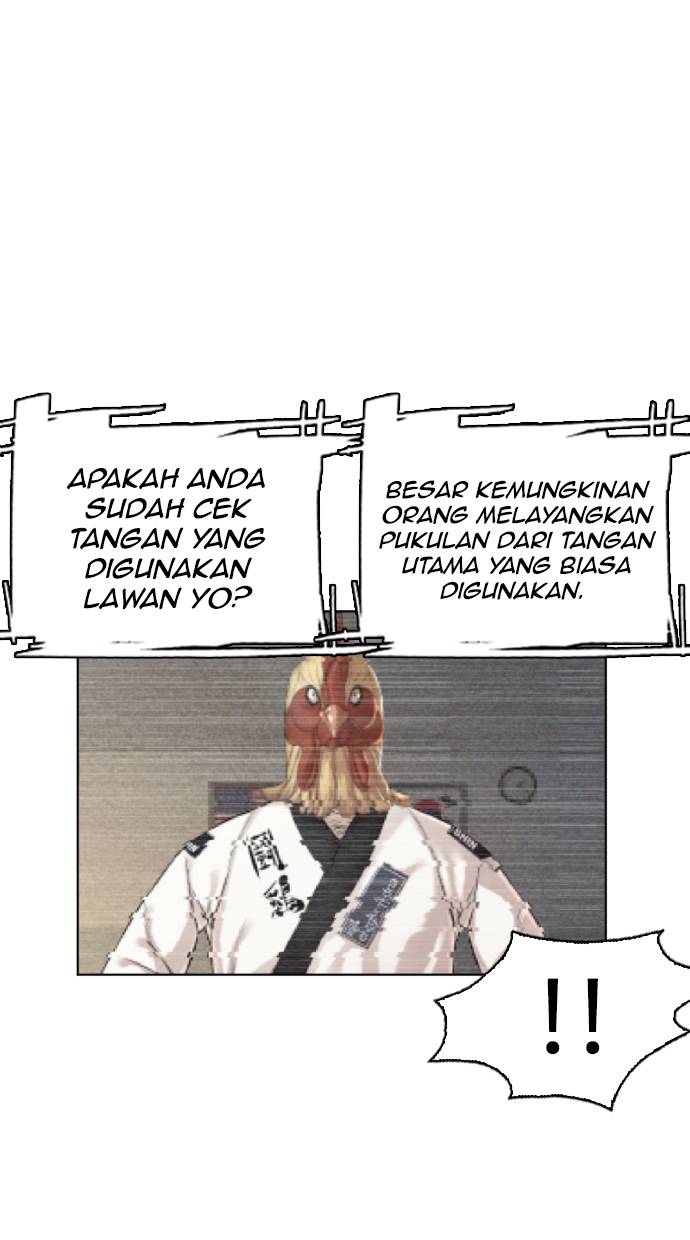 APAKAH ANDA
SUDAH CEK
TANGAN YANG
DIGUNAKAN
LAWAN YO?
BESAR KEMUNGKINAN
ORANG MELAYANGKAN
PUKULAN DARI TANGAN
UTAMA YANG BIASA
DIGUNAKAN.
SHIN
!!